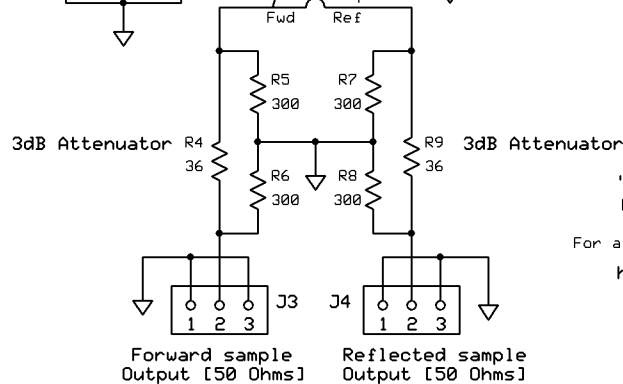 Fwd Ref
R5 R7
300 300
3dB Attenuator R4 R9 3dB Attenuator
36 36
R6 R8
300 300
For a
J3 J4
1 2 3 1 2 3
Forward sample Reflected sample
Output [50 Ohms] Output [50 Ohms]